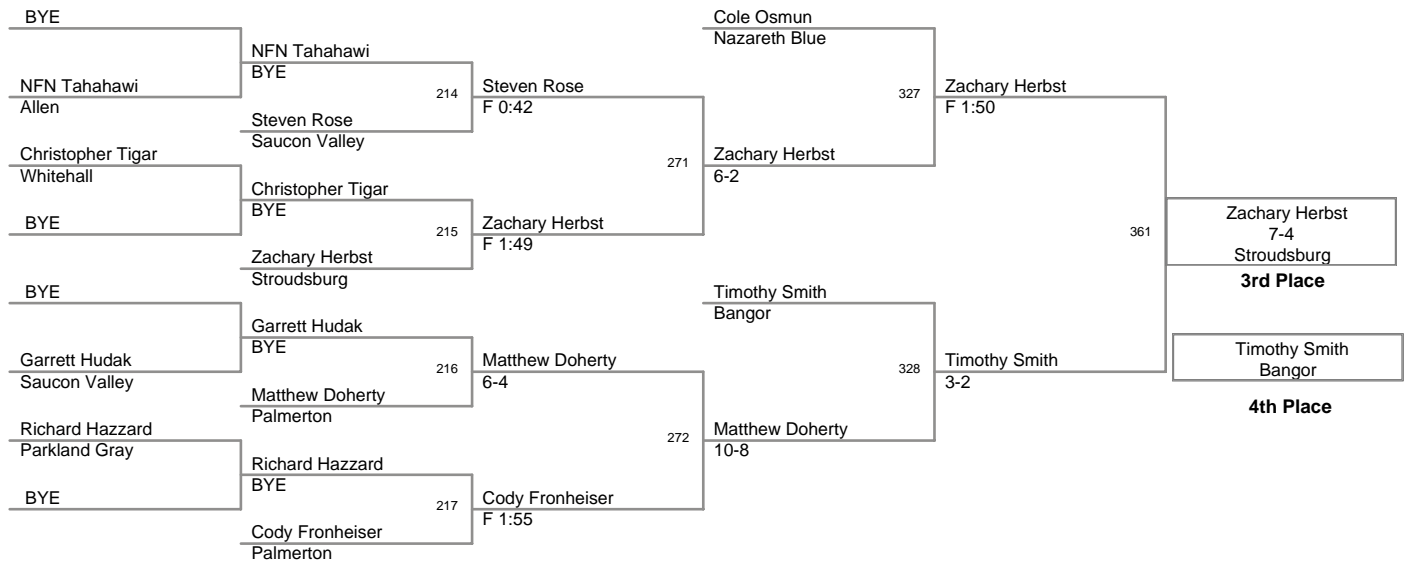 BYE
NFN Tahahawi
Allen
Christopher Tigar
Whitehall
BYE
BYE
Garrett Hudak
Saucon Valley
Richard Hazzard
Parkland Gray
BYE
NFN Tahahawi
BYE
214
Steven Rose
Saucon Valley
Christopher Tigar
BYE
215
Zachary Herbst
Stroudsburg
Garrett Hudak
BYE
216
Matthew Doherty
Palmerton
Richard Hazzard
BYE
217
Cody Fronheiser
Palmerton
Steven Rose
F 0:42
271
Zachary Herbst
F 1:49
Matthew Doherty
6-4
272
Cody Fronheiser
F 1:55
Cole Osmun
Nazareth Blue
327
Zachary Herbst
6-2
Timothy Smith
Bangor
328
Matthew Doherty
10-8
Zachary Herbst
F 1:50
361
Timothy Smith
3-2
Zachary Herbst
7-4
Stroudsburg
3rd Place
Timothy Smith
Bangor
4th Place